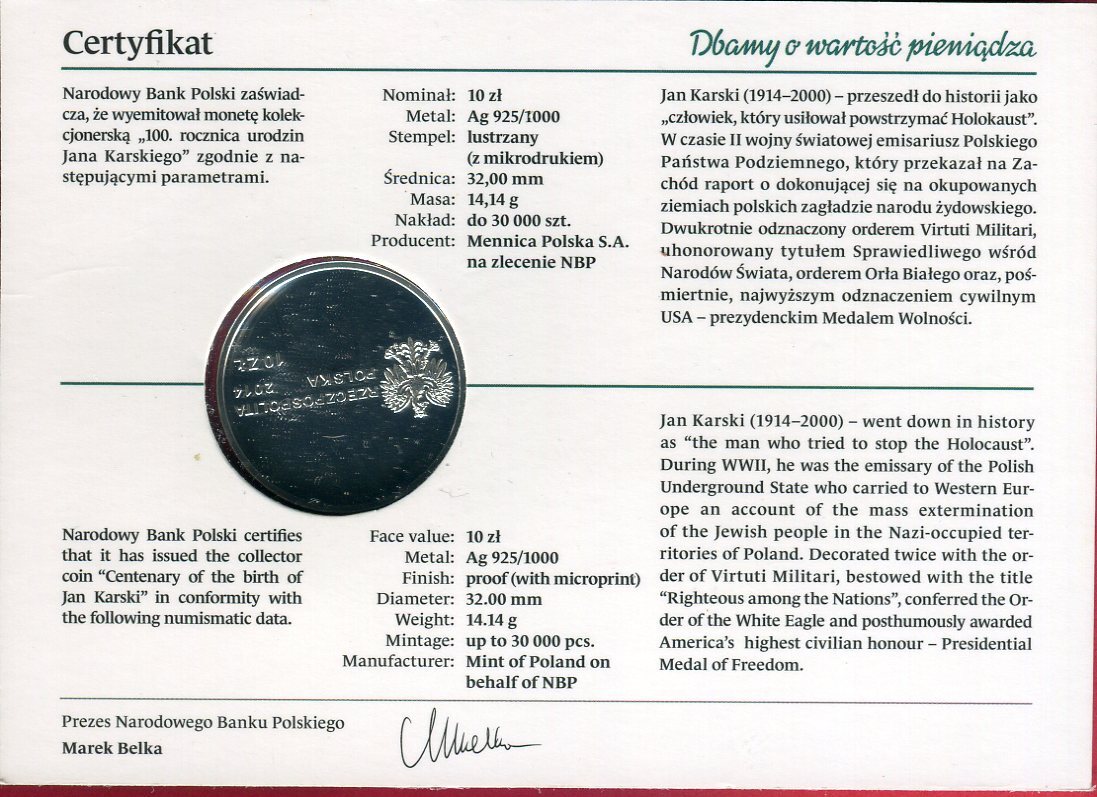 Certyfikat
Dbamy o wartość pieniądza
Narodowy Bank Polski zaświad-
cza, że wyemitował monetę kolek-
cjonerską „100. rocznica urodzin
Jana Karskiego” zgodnie z na-
stępującymi parametrami.
Nominał: 10 zł
Metal: Ag 925/1000
Stempel: lustrzany
(z mikrodrukiem)
Średnica: 32,00 mm
Masa: 14,14 g
Nakład: do 30 000 szt.
Producent: Mennica Polska S.A.
na zlecenie NBP
Jan Karski (1914–2000) – przeszedł do historii jako
„człowiek, który usiłował powstrzymać Holokaust”.
W czasie II wojny światowej emisariusz Polskiego
Państwa Podziemnego, który przekazał na Za-
chód raport o dokonującej się na okupowanych
ziemiach polskich zagładzie narodu żydowskiego.
Dwukrotnie odznaczony orderem Virtuti Militari,
uhonorowany tytułem Sprawiedliwego wśród
Narodów Świata, orderem Orła Białego oraz, poś-
miertnie, najwyższym odznaczeniem cywilnym
USA – prezydenckim Medalem Wolności.
RZECZPOSPOLITA
POLSKA
2014
10 ZŁ
Narodowy Bank Polski certifies
that it has issued the collector
coin “Centenary of the birth of
Jan Karski” in conformity with
the following numismatic data.
Face value: 10 zł
Metal: Ag 925/1000
Finish: proof (with microprint)
Diameter: 32.00 mm
Weight: 14.14 g
Mintage: up to 30 000 pcs.
Manufacturer: Mint of Poland on
behalf of NBP
Jan Karski (1914–2000) – went down in history
as “the man who tried to stop the Holocaust”.
During WWII, he was the emissary of the Polish
Underground State who carried to Western Eur-
ope an account of the mass extermination
of the Jewish people in the Nazi-occupied ter-
ritories of Poland. Decorated twice with the or-
der of Virtuti Militari, bestowed with the title
“Righteous among the Nations”, conferred the Or-
der of the White Eagle and posthumously awarded
America’s highest civilian honour – Presidential
Medal of Freedom.
Prezes Narodowego Banku Polskiego
Marek Belka